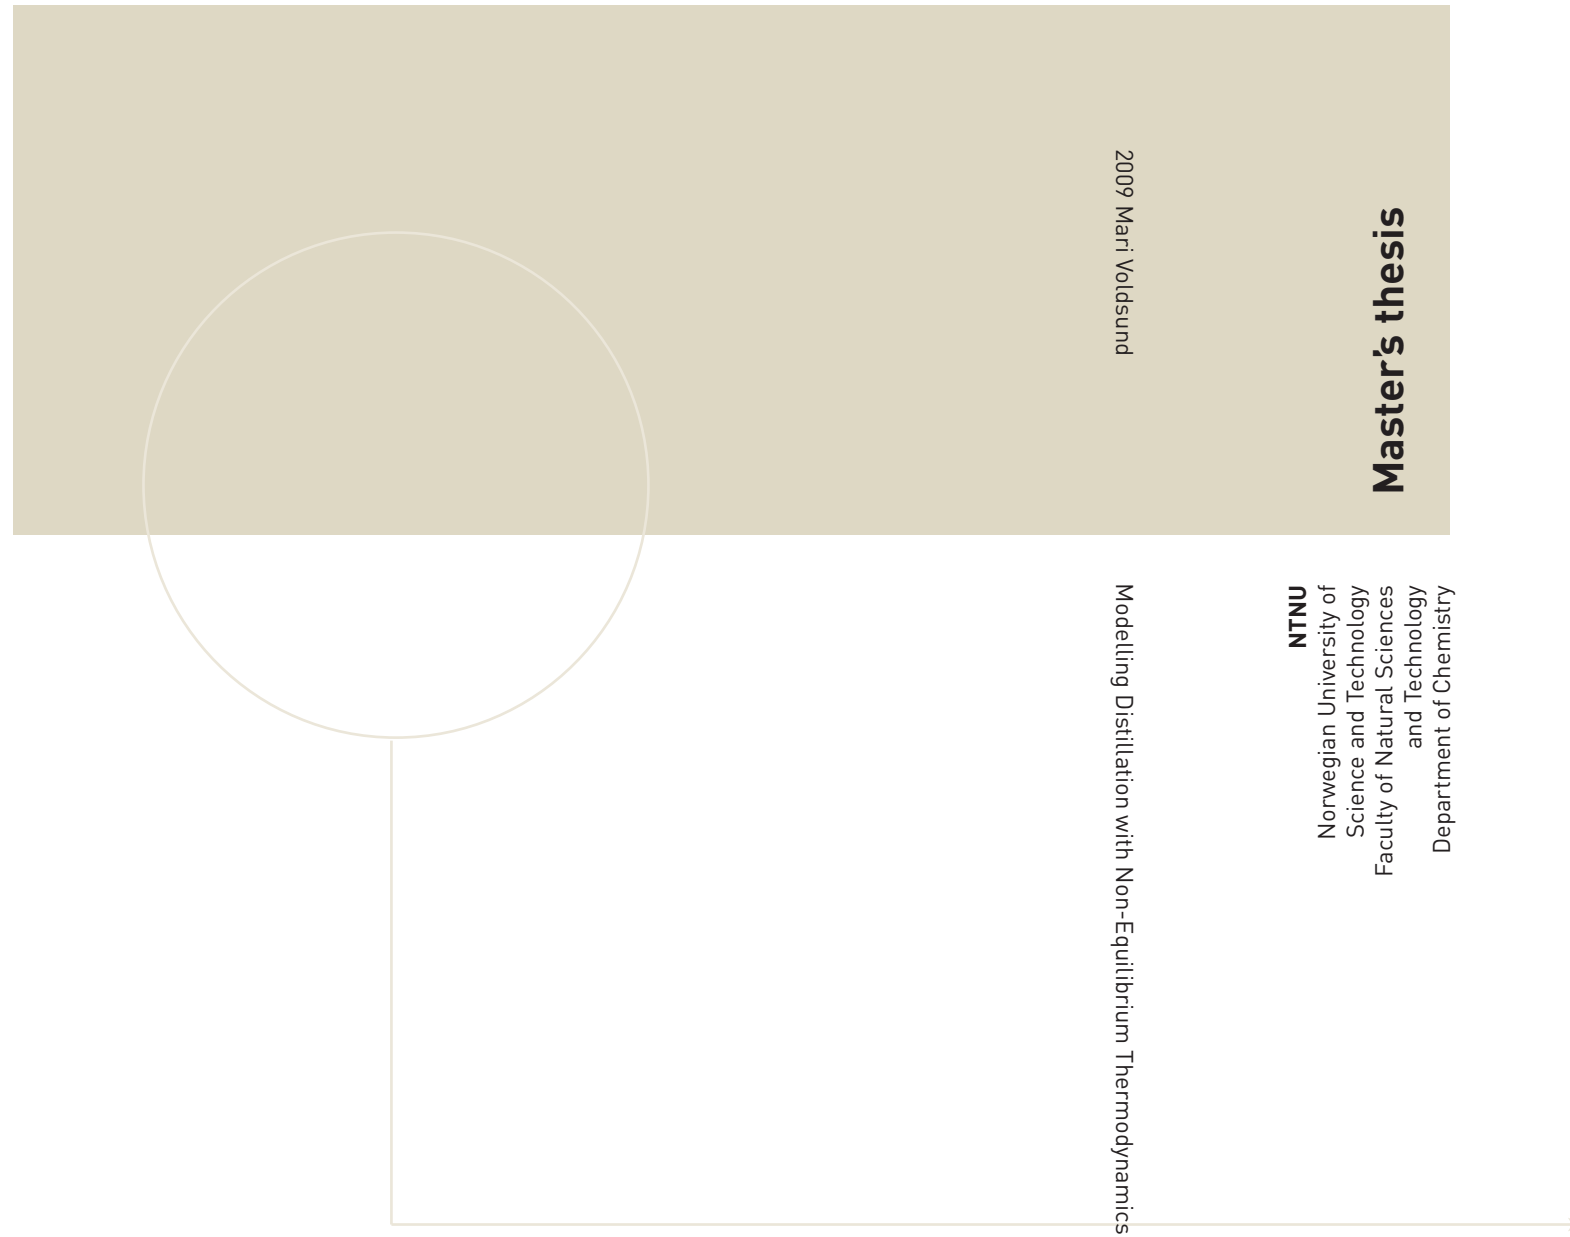 2009 Mari Voldsund
Modelling Distillation with Non-Equilibrium Thermodynamics
Master's thesis
NTNU
Norwegian University of
Science and Technology
Faculty of Natural Sciences
and Technology
Department of Chemistry